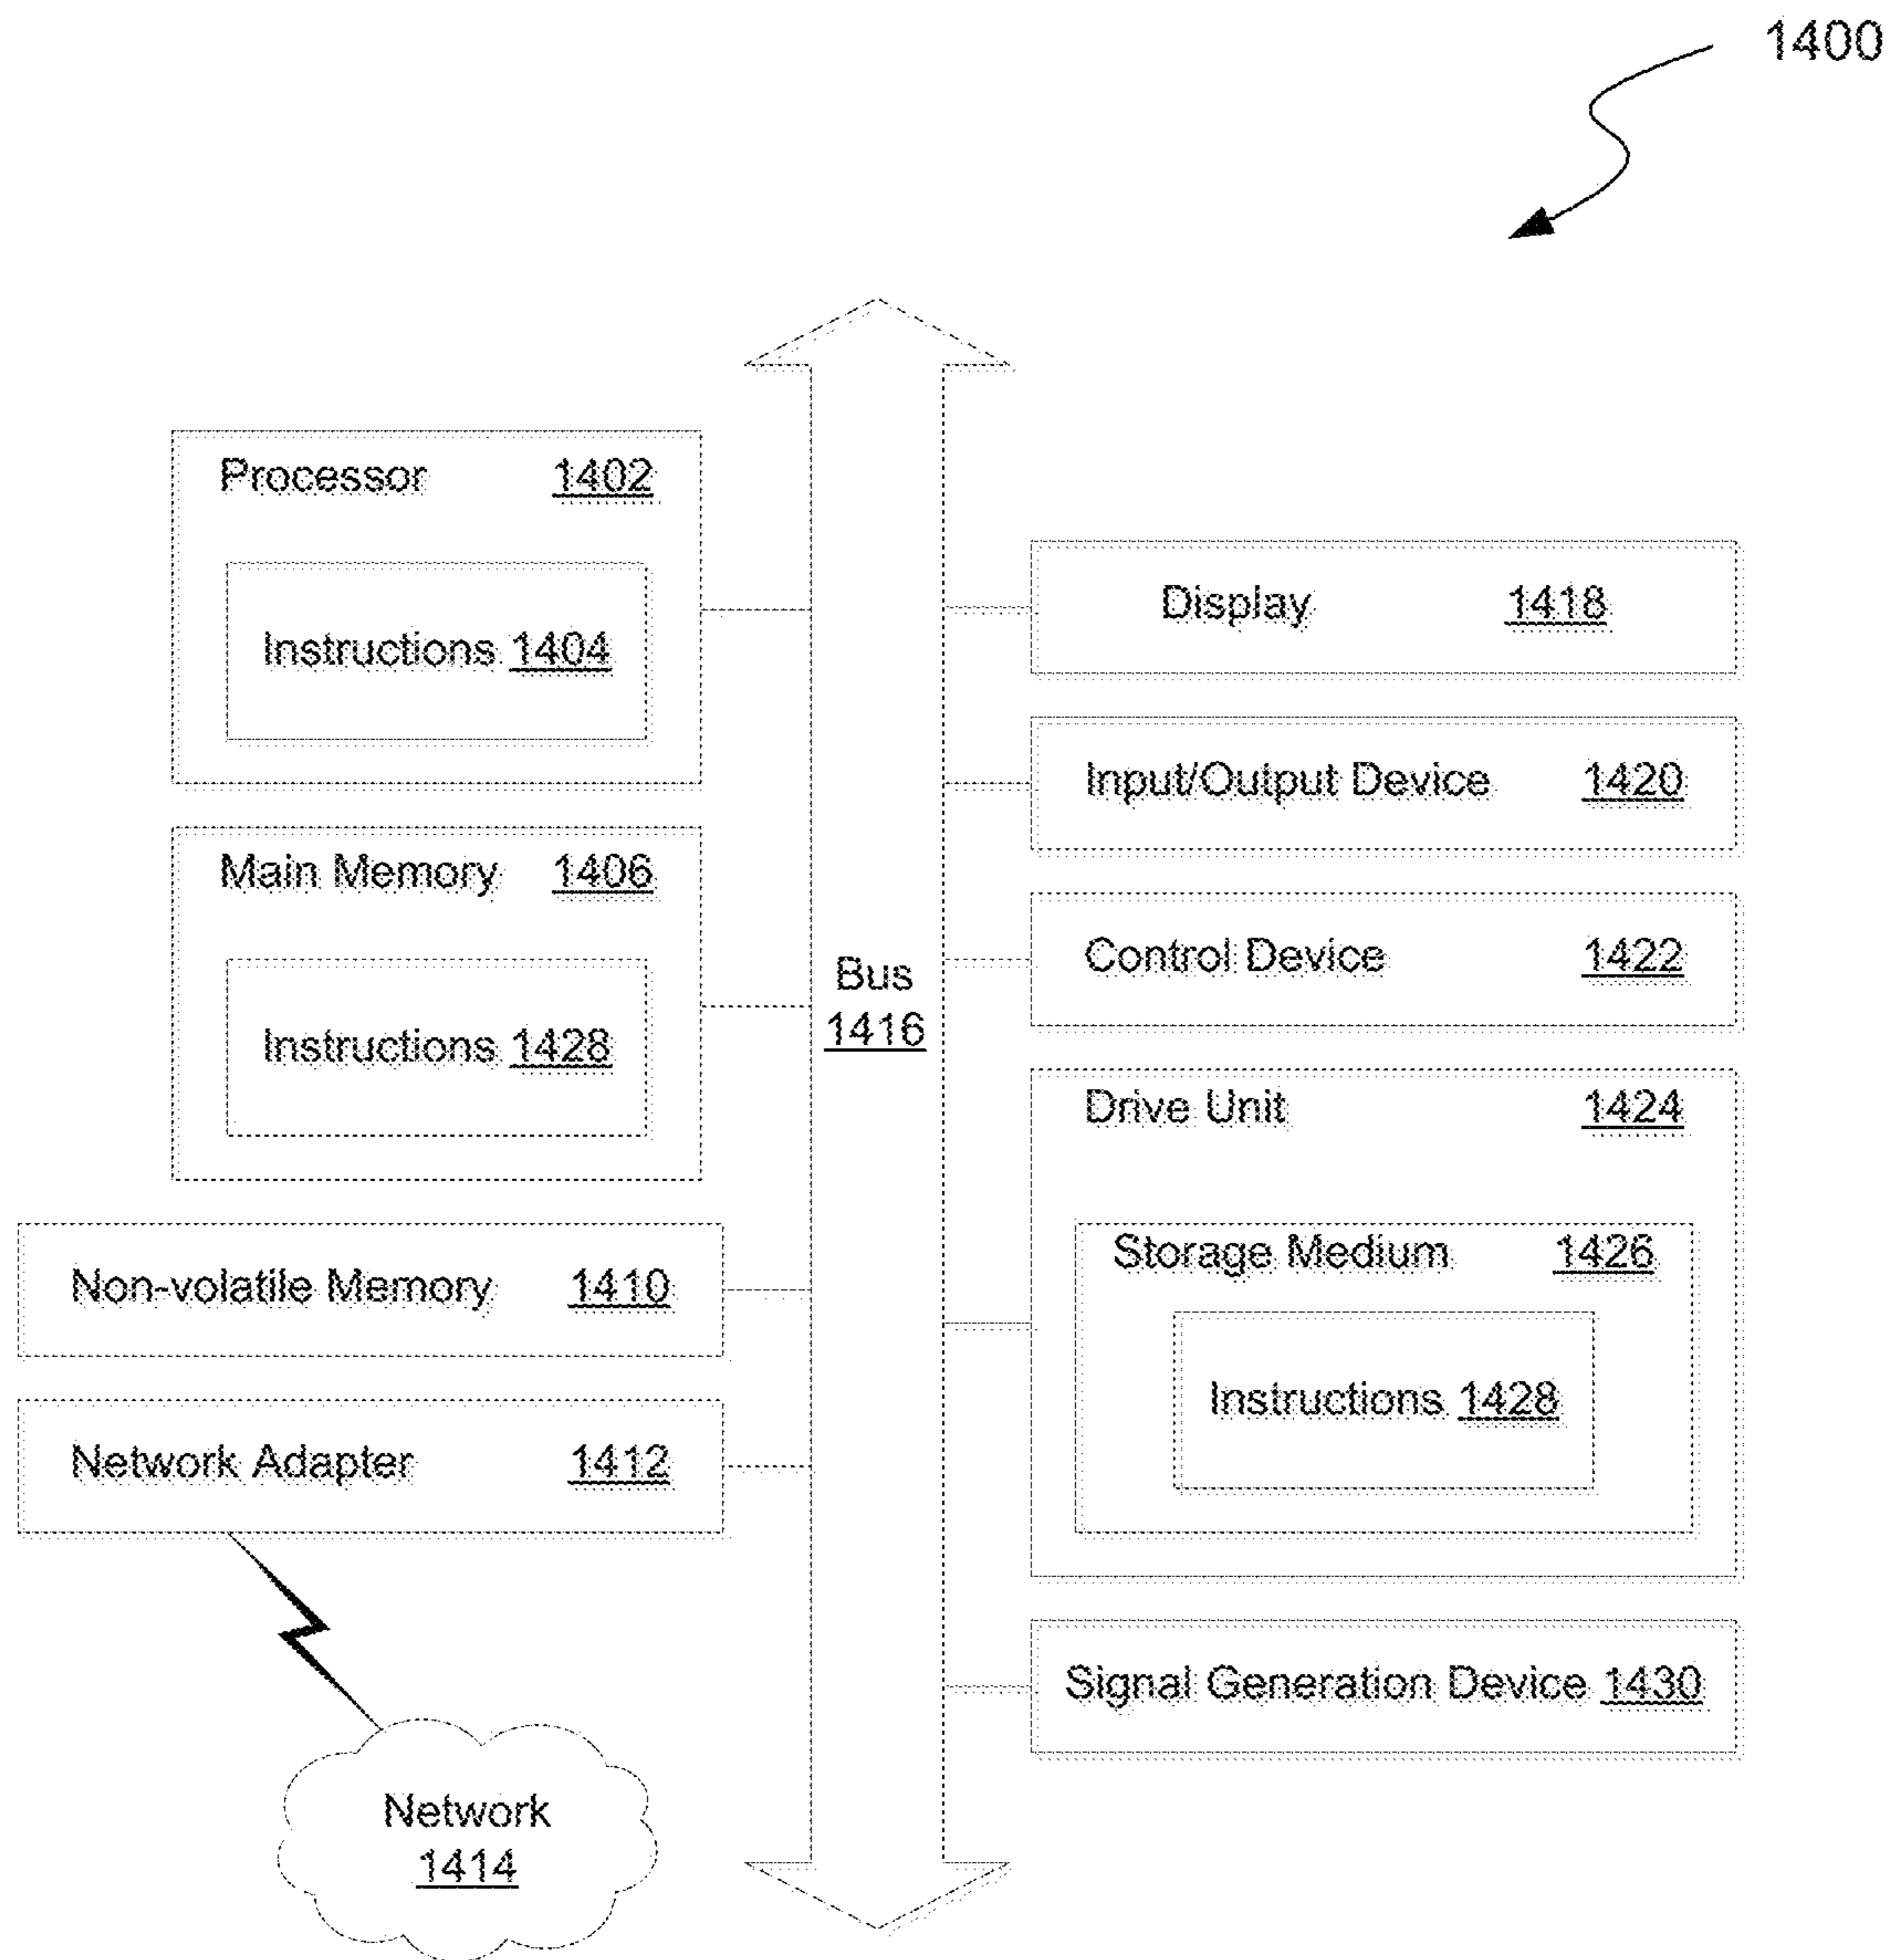 1400
Processor 1402
Instructions 1404
Main Memory 1406
Instructions 1428
Non-volatile Memory 1410
Network Adapter 1412
Network
1414
Bus
1416
Display 1418
Input/Output Device 1420
Control Device 1422
Drive Unit 1424
Storage Medium 1426
Instructions 1428
Signal Generation Device 1430